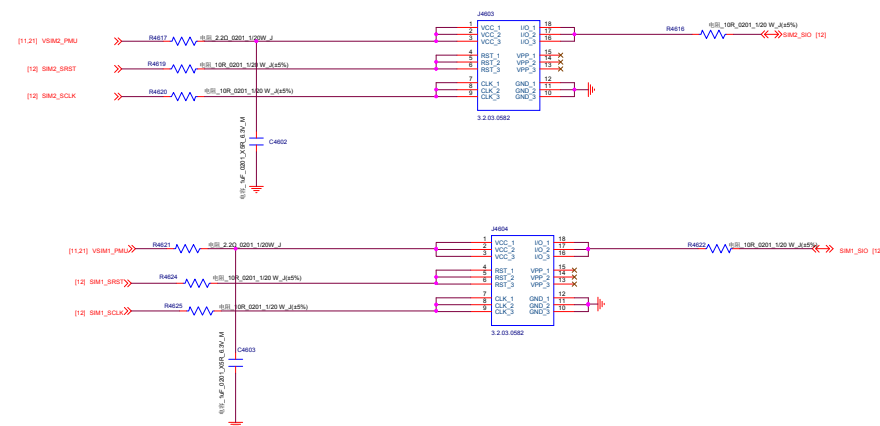 J4603
[11,21] VSIM2_PMU
R4617
电阻_2.2Ω_0201_1/20W_J
1 VCC_1 I/O_1 18
2 VCC_2 I/O_2 17
3 VCC_3 I/O_3 16
R4616
电阻_10R_0201_1/20 W_J(±5%)
SIM2_SIO [12]
[12] SIM2_SRST
R4619
电阻_10R_0201_1/20 W_J(±5%)
4 RST_1 VPP_1 15
5 RST_2 VPP_2 14
6 RST_3 VPP_3 13
[12] SIM2_SCLK
R4620
电阻_10R_0201_1/20 W_J(±5%)
7 CLK_1 GND_1 12
8 CLK_2 GND_2 11
9 CLK_3 GND_3 10
3.2.03.0582
C4602
电容_1uF_0201_X5R_6.3V_M
J4604
[11,21] VSIM1_PMU
R4621
电阻_2.2Ω_0201_1/20W_J
1 VCC_1 I/O_1 18
2 VCC_2 I/O_2 17
3 VCC_3 I/O_3 16
R4622
电阻_10R_0201_1/20 W_J(±5%)
SIM1_SIO [12]
[12] SIM1_SRST
R4624
电阻_10R_0201_1/20 W_J(±5%)
4 RST_1 VPP_1 15
5 RST_2 VPP_2 14
6 RST_3 VPP_3 13
[12] SIM1_SCLK
R4625
电阻_10R_0201_1/20 W_J(±5%)
7 CLK_1 GND_1 12
8 CLK_2 GND_2 11
9 CLK_3 GND_3 10
3.2.03.0582
C4603
电容_1uF_0201_X5R_6.3V_M